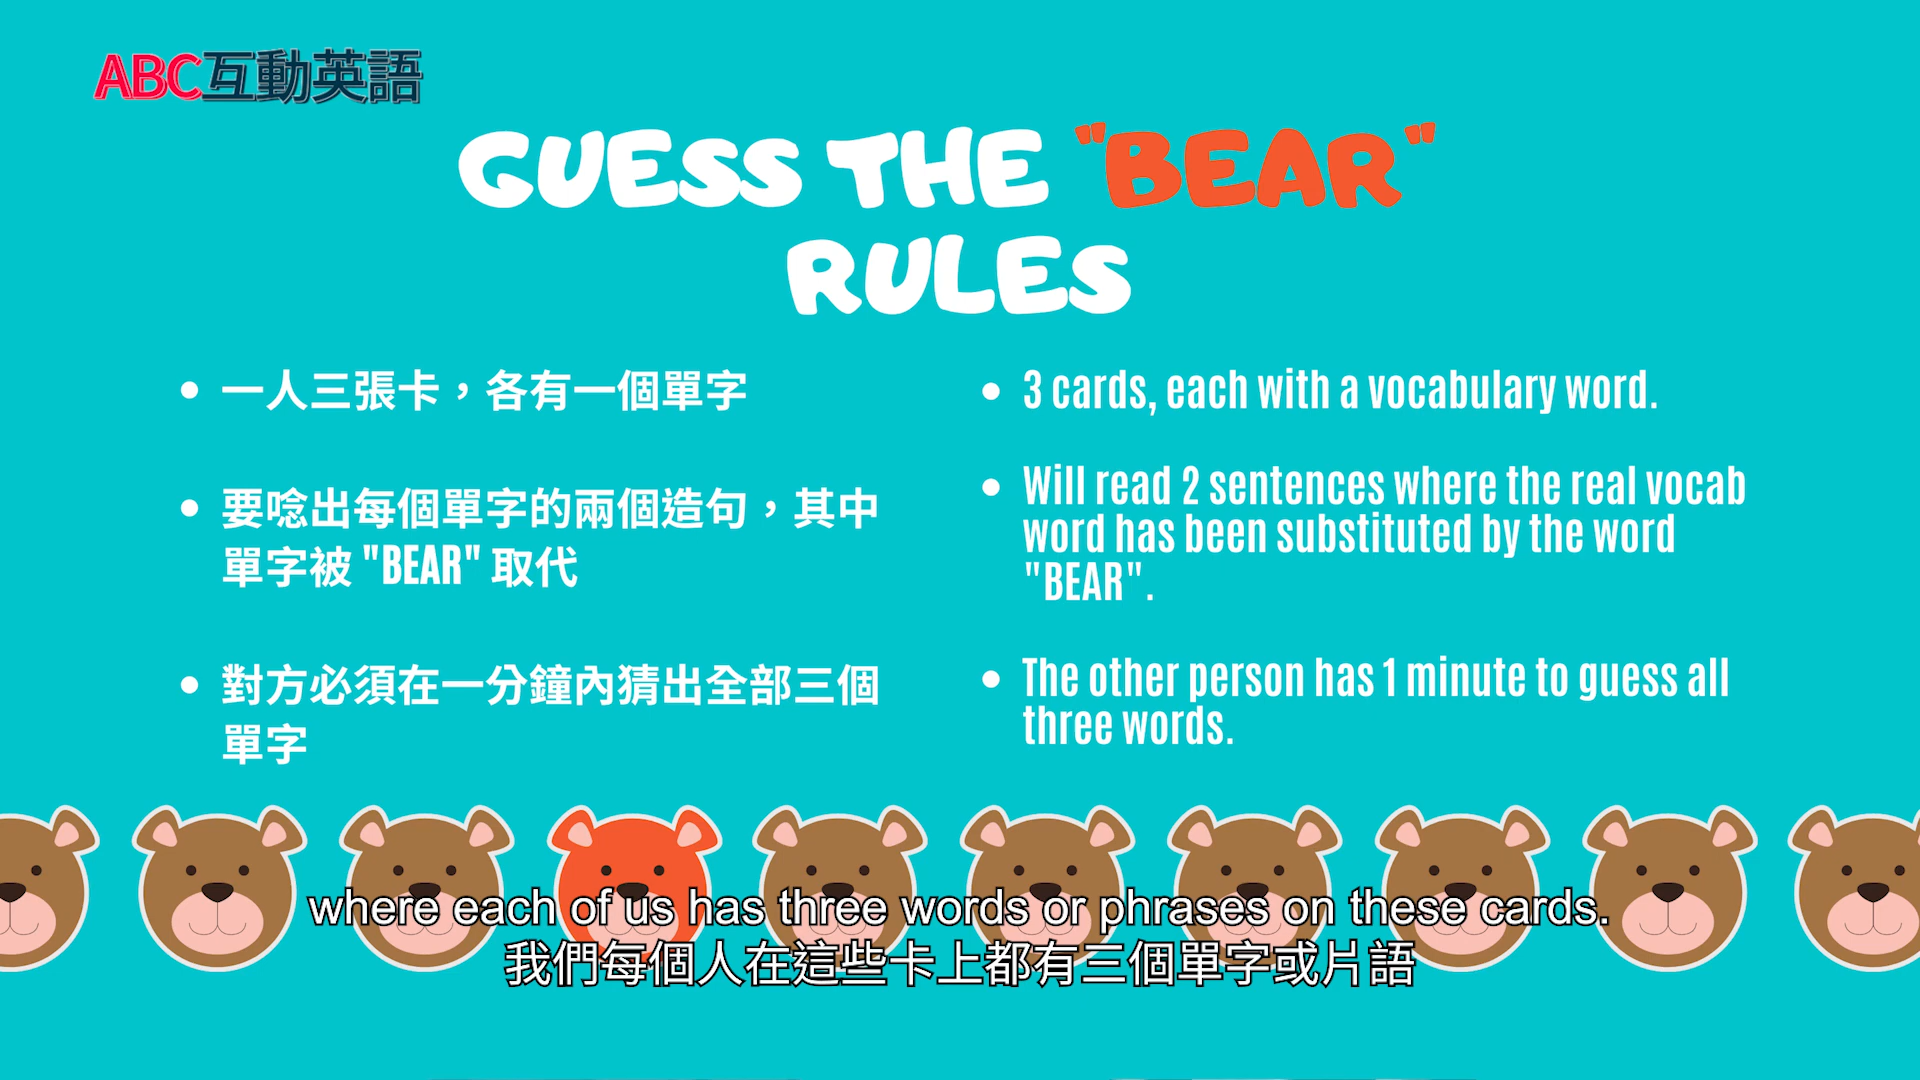 ABC互動英語
GUESS THE "BEAR"
RULES
一人三張卡，各有一個單字
要唸出每個單字的兩個造句，其中
單字被 "BEAR" 取代
對方必須在一分鐘內猜出全部三個
單字
3 cards, each with a vocabulary word.
Will read 2 sentences where the real vocab
word has been substituted by the word
"BEAR".
The other person has 1 minute to guess all
three words.
where each of us has three words or phrases on these cards.
我們每個人在這些卡上都有三個單字或片語